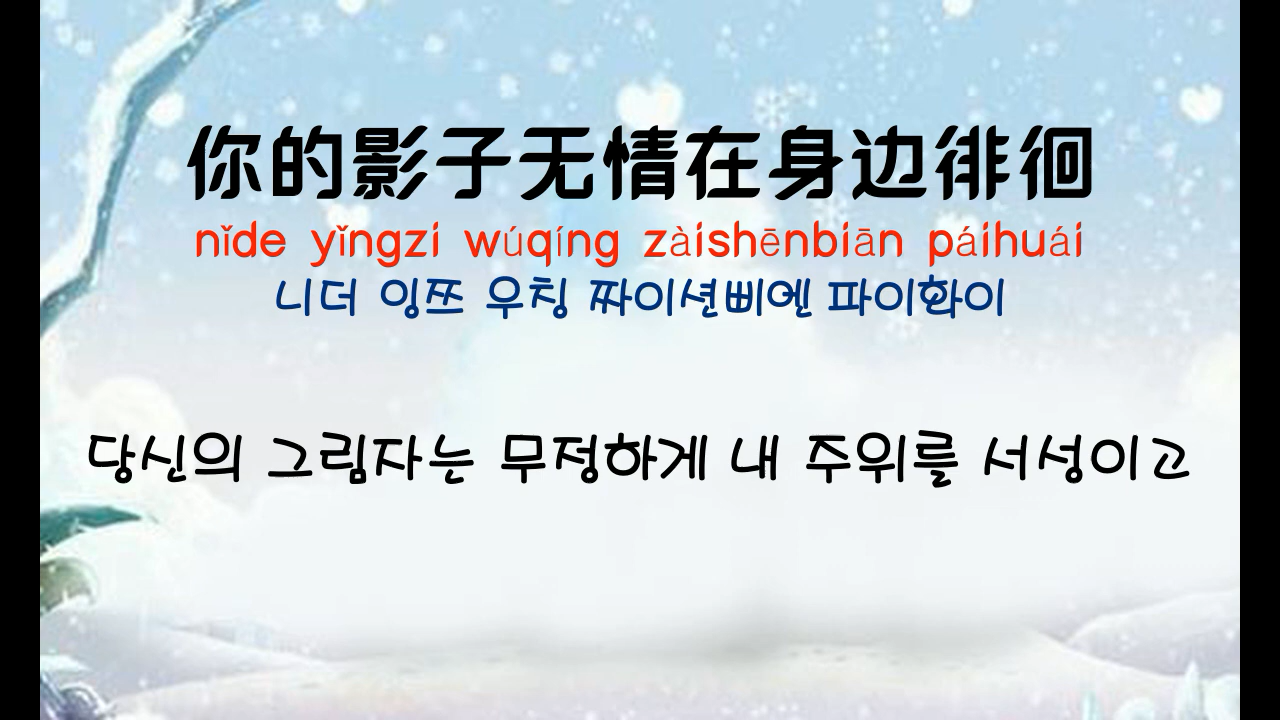 你的影子无情在身边徘徊
nǐde yǐngzi wúqíng zàishēnbiān páihuái
니더 잉쯔 우칭 짜이션삐엔 파이화이
당신의 그림자는 무정하게 내 주위를 서성이고